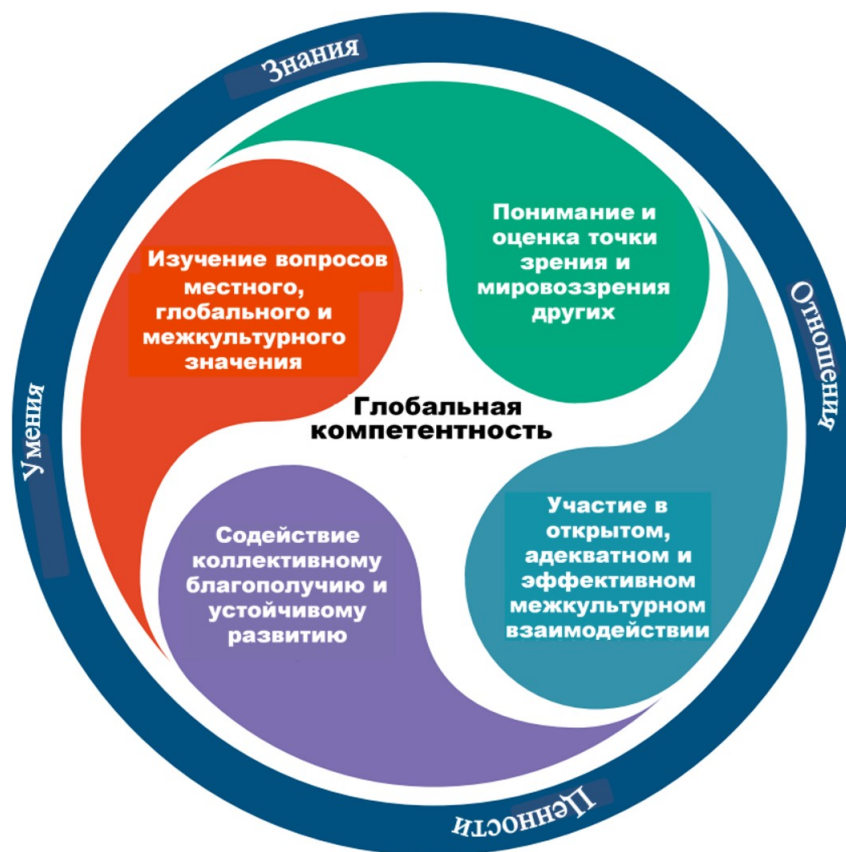 Знания
Понимание и
оценка точки
зрения и
мировоззрения
других
Изучение вопросов
местного,
глобального и
межкультурного
значения
Отношения
Умения
Глобальная
компетентность
Содействие
коллективному
благополучию и
устойчивому
развитию
Участие в
открытом,
адекватном и
эффективном
межкультурном
взаимодействии
Ценности